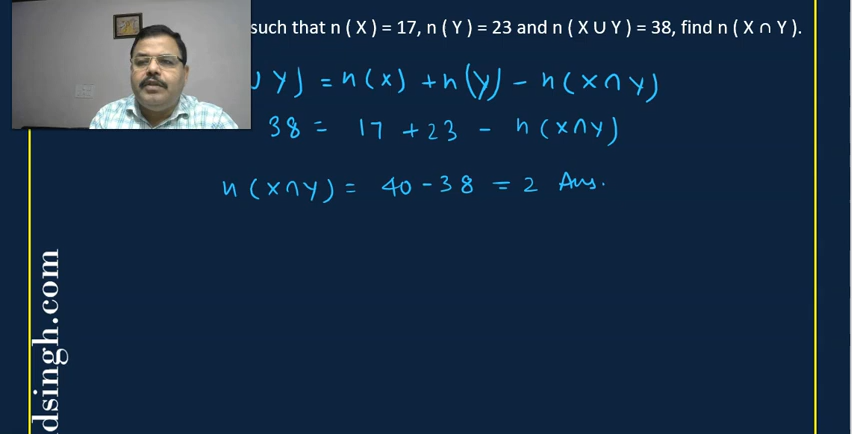 such that n ( X ) = 17, n ( Y ) = 23 and n ( X ∪ Y ) = 38, find n ( X ∩ Y ).
∪ Y) = n(x) + n(y) - n(x∩y)
38 = 17 + 23 - n(x∩y)
n(x∩y) = 40 - 38 = 2 Ans.
dsingh.com